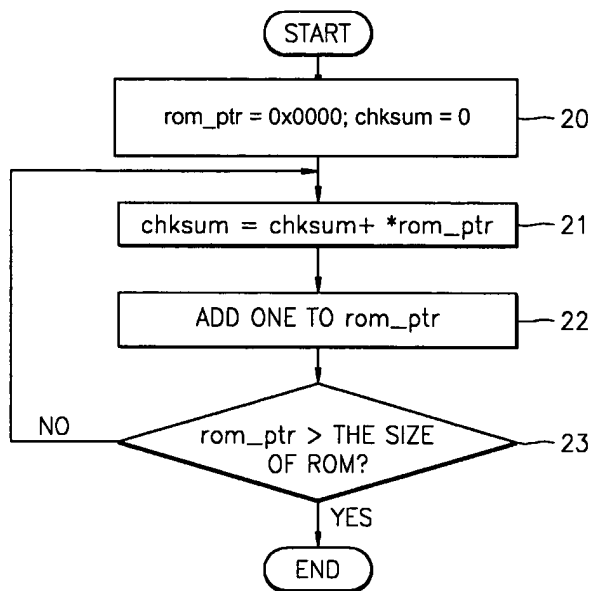 START
rom_ptr = 0x0000; chksum = 0
20
chksum = chksum+ *rom_ptr
21
ADD ONE TO rom_ptr
22
NO
rom_ptr > THE SIZE
OF ROM?
23
YES
END